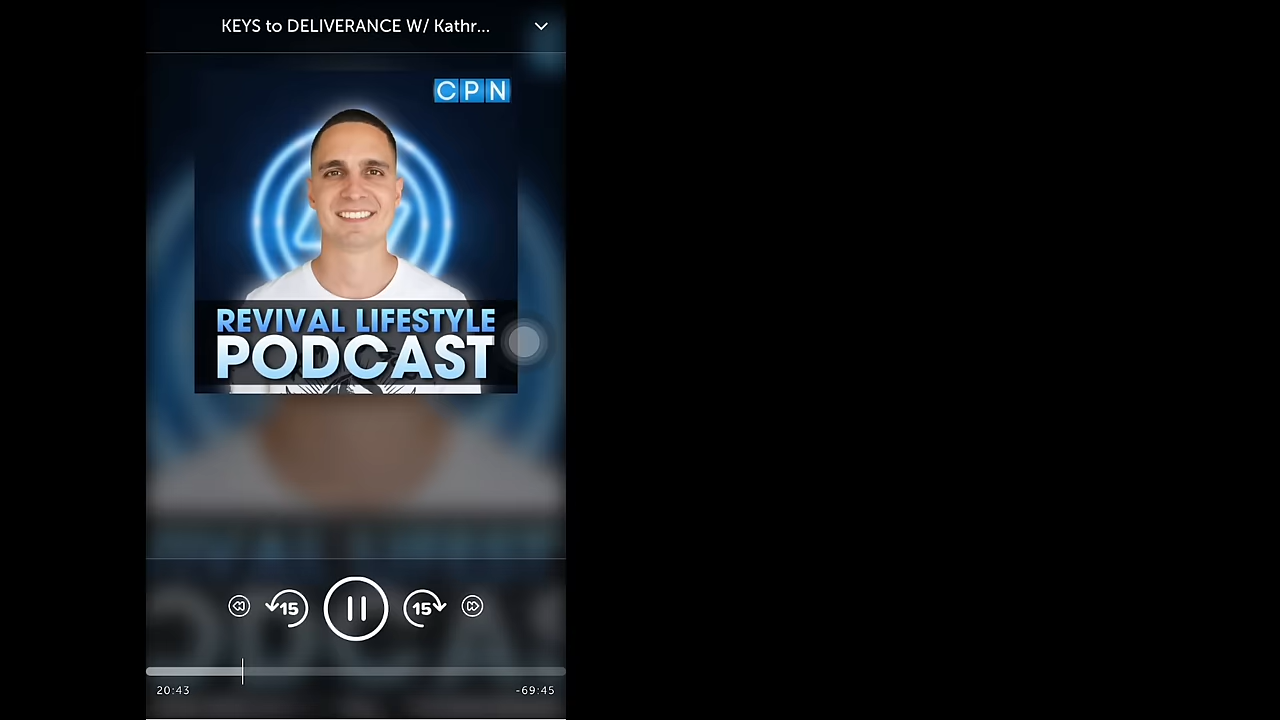 KEYS to DELIVERANCE W/ Kathr...
CPN
REVIVAL LIFESTYLE
PODCAST
15
15
20:43
-69:45